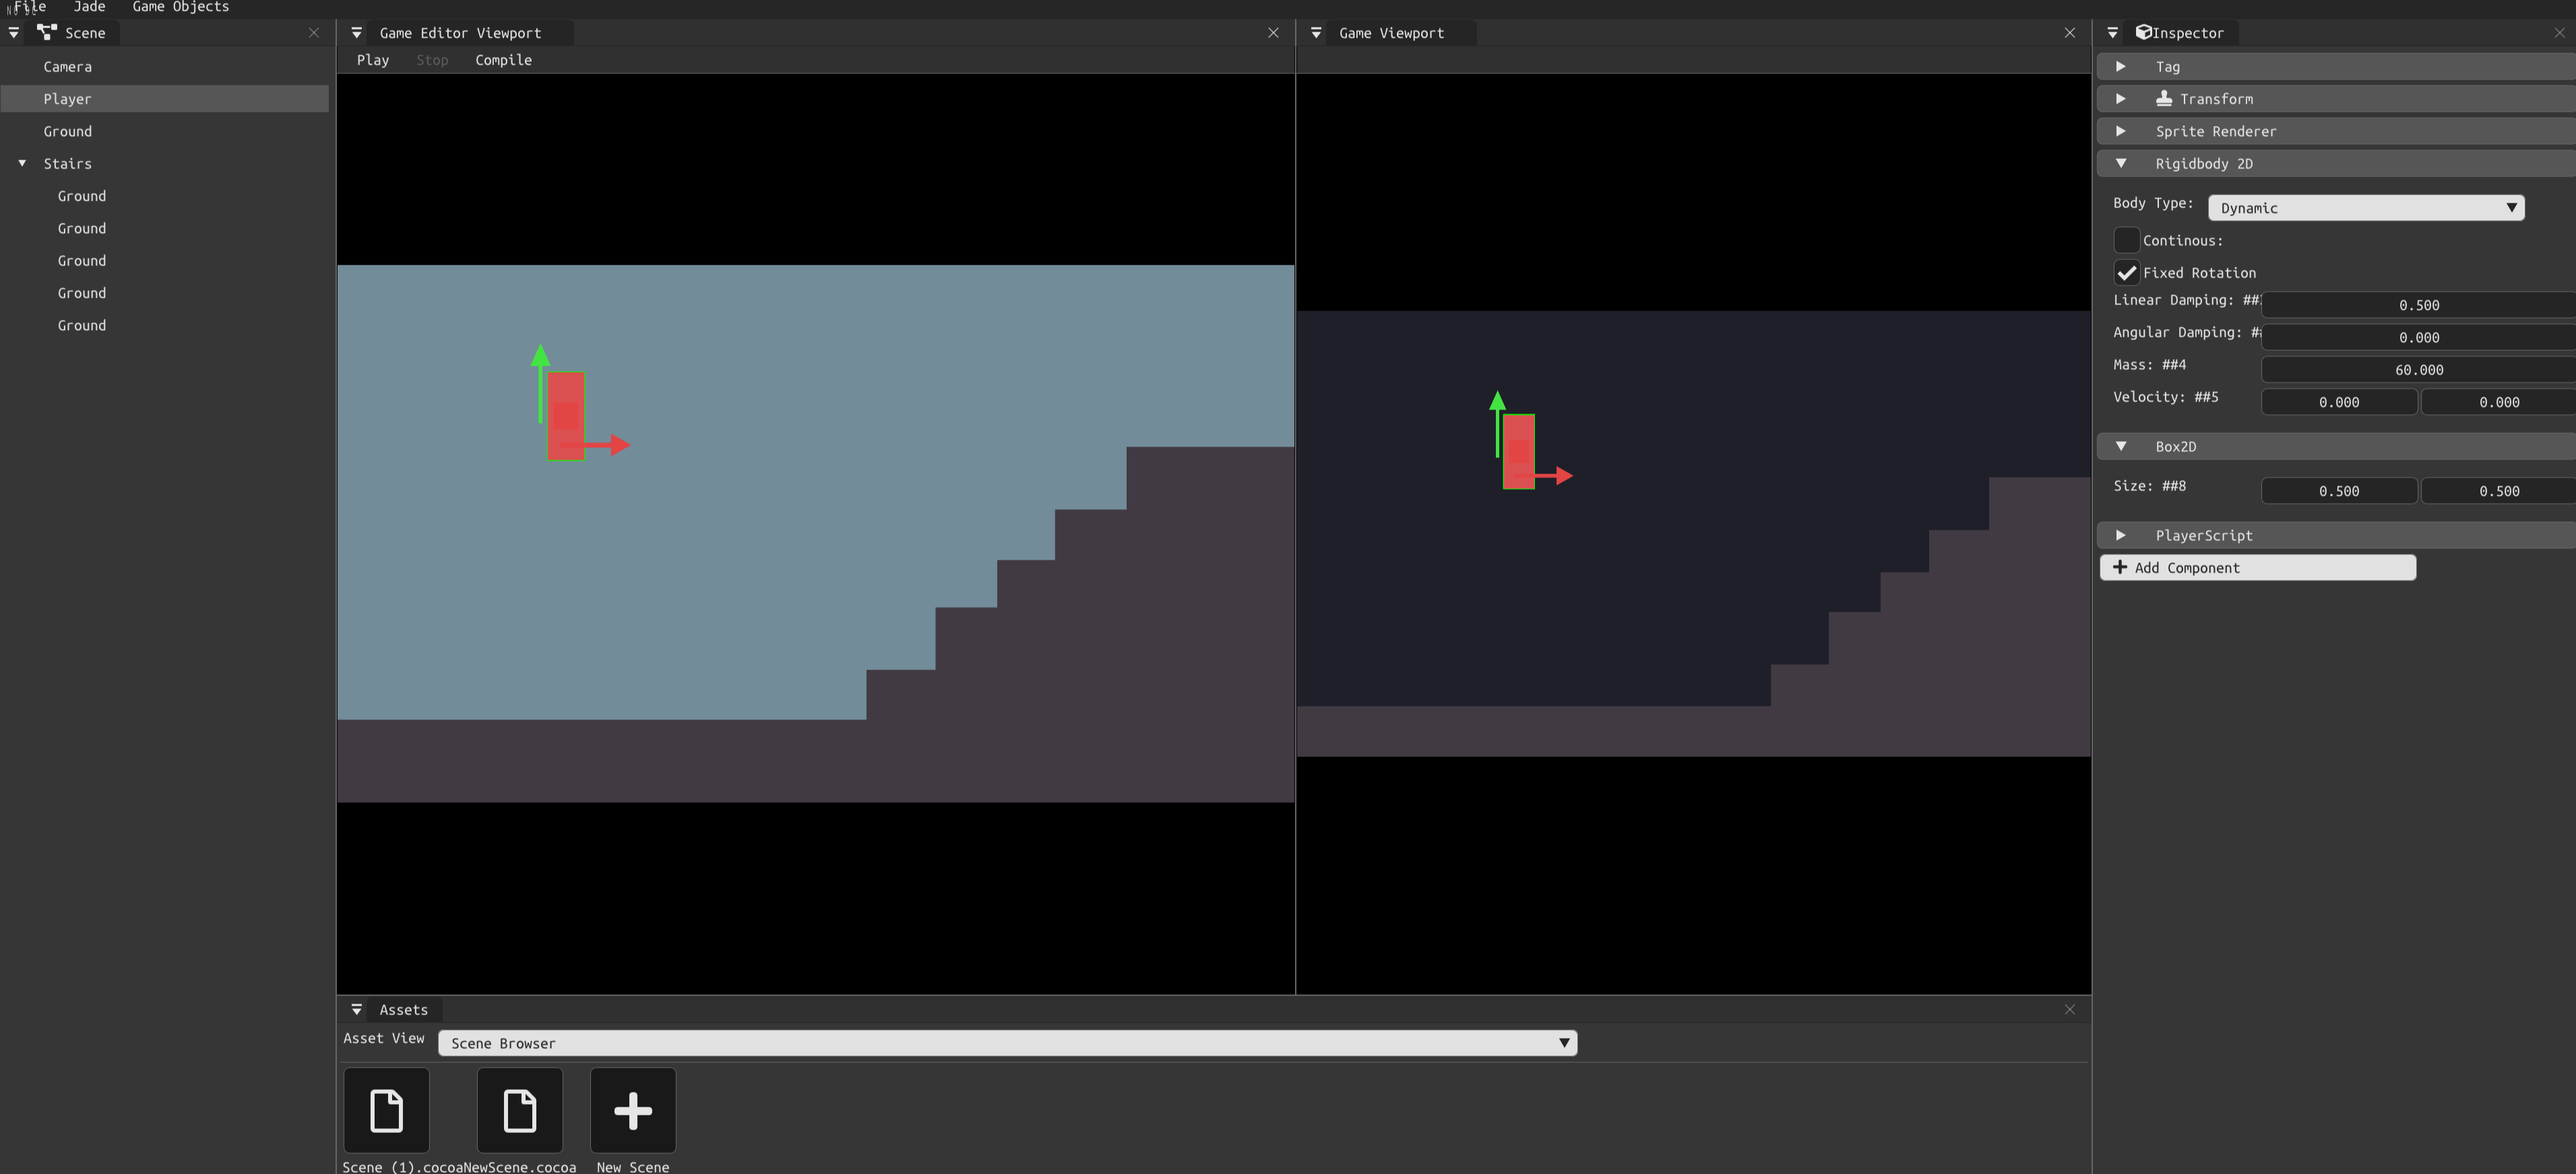 File Jade Game Objects
Scene
Camera
Player
Ground
Stairs
Ground
Ground
Ground
Ground
Ground
Game Editor Viewport
Play Stop Compile
Game Viewport
Inspector
Tag
Transform
Sprite Renderer
Rigidbody 2D
Body Type: Dynamic
Continous:
Fixed Rotation
Linear Damping: ## 0.500
Angular Damping: # 0.000
Mass: ##4 60.000
Velocity: ##5 0.000 0.000
Box2D
Size: ##8 0.500 0.500
PlayerScript
Add Component
Assets
Asset View Scene Browser
Scene (1).cocoa NewScene.cocoa New Scene